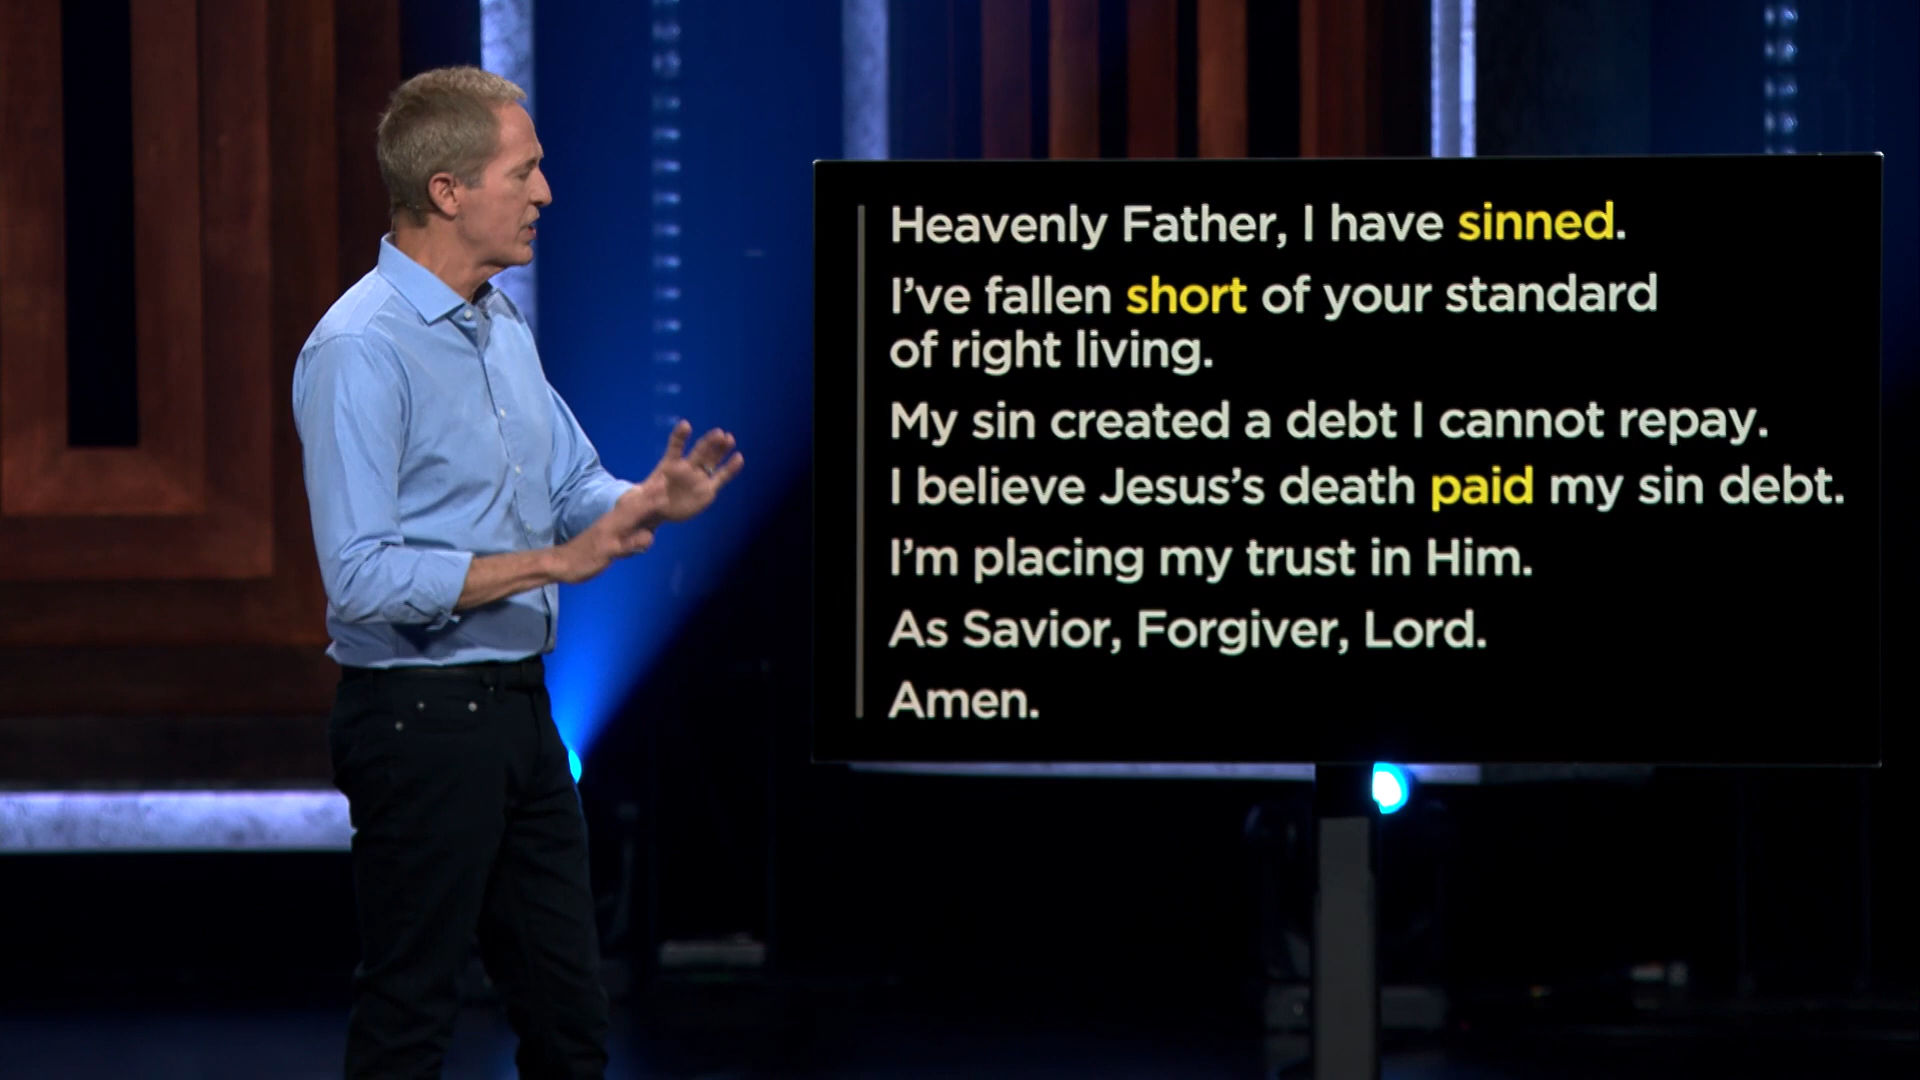 Heavenly Father, I have sinned.
I’ve fallen short of your standard
of right living.
My sin created a debt I cannot repay.
I believe Jesus’s death paid my sin debt.
I’m placing my trust in Him.
As Savior, Forgiver, Lord.
Amen.